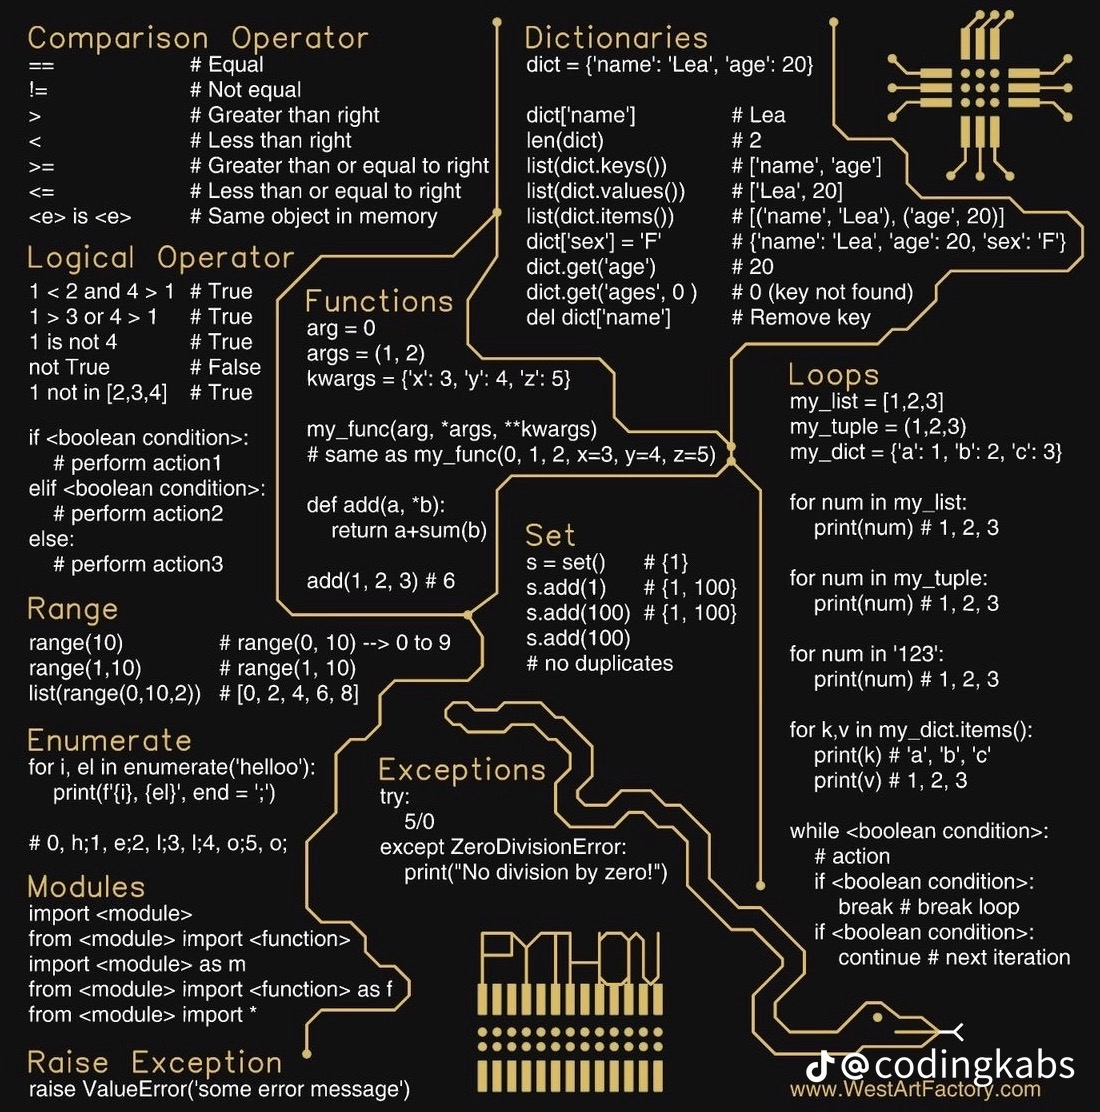 Comparison Operator
== # Equal
!= # Not equal
> # Greater than right
< # Less than right
>= # Greater than or equal to right
<= # Less than or equal to right
<e> is <e> # Same object in memory
Logical Operator
1 < 2 and 4 > 1 # True
1 > 3 or 4 > 1 # True
1 is not 4 # True
not True # False
1 not in [2,3,4] # True
if <boolean condition>:
# perform action1
elif <boolean condition>:
# perform action2
else:
# perform action3
Range
range(10) # range(0, 10) --> 0 to 9
range(1,10) # range(1, 10)
list(range(0,10,2)) # [0, 2, 4, 6, 8]
Enumerate
for i, el in enumerate('helloo'):
print(f'{i}, {el}', end = ';')
# 0, h;1, e;2, l;3, l;4, o;5, o;
Modules
import <module>
from <module> import <function>
import <module> as m
from <module> import <function> as f
from <module> import *
Raise Exception
raise ValueError('some error message')
Functions
arg = 0
args = (1, 2)
kwargs = {'x': 3, 'y': 4, 'z': 5}
my_func(arg, *args, **kwargs)
# same as my_func(0, 1, 2, x=3, y=4, z=5)
def add(a, *b):
return a+sum(b)
add(1, 2, 3) # 6
Dictionaries
dict = {'name': 'Lea', 'age': 20}
dict['name'] # Lea
len(dict) # 2
list(dict.keys()) # ['name', 'age']
list(dict.values()) # ['Lea', 20]
list(dict.items()) # [('name', 'Lea'), ('age', 20)]
dict['sex'] = 'F' # {'name': 'Lea', 'age': 20, 'sex': 'F'}
dict.get('age') # 20
dict.get('ages', 0 ) # 0 (key not found)
del dict['name'] # Remove key
Set
s = set() # {1}
s.add(1) # {1, 100}
s.add(100) # {1, 100}
s.add(100)
# no duplicates
Exceptions
try:
5/0
except ZeroDivisionError:
print("No division by zero!")
PYTHON
Loops
my_list = [1,2,3]
my_tuple = (1,2,3)
my_dict = {'a': 1, 'b': 2, 'c': 3}
for num in my_list:
print(num) # 1, 2, 3
for num in my_tuple:
print(num) # 1, 2, 3
for num in '123':
print(num) # 1, 2, 3
for k,v in my_dict.items():
print(k) # 'a', 'b', 'c'
print(v) # 1, 2, 3
while <boolean condition>:
# action
if <boolean condition>:
break # break loop
if <boolean condition>:
continue # next iteration
@codingkabs
www.WestArtFactory.com